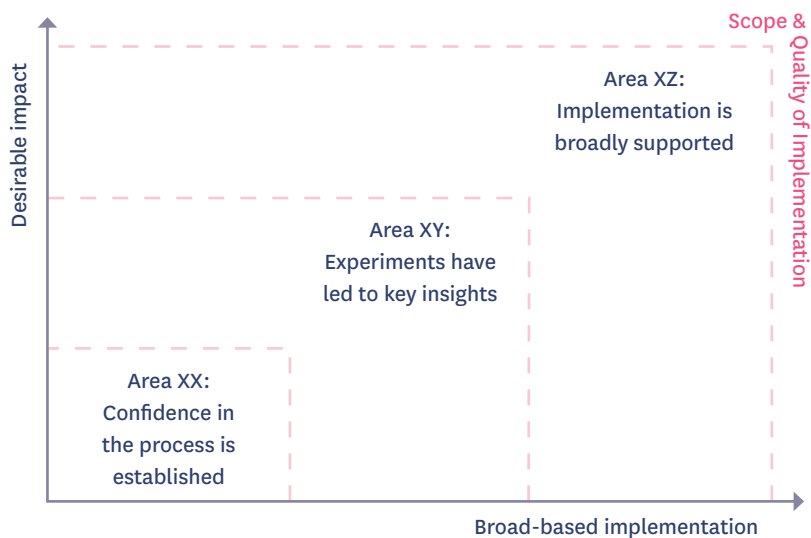 Scope &
Quality of Implementation
Desirable impact
Area XZ:
Implementation is
broadly supported
Area XY:
Experiments have
led to key insights
Area XX:
Confidence in
the process is
established
Broad-based implementation